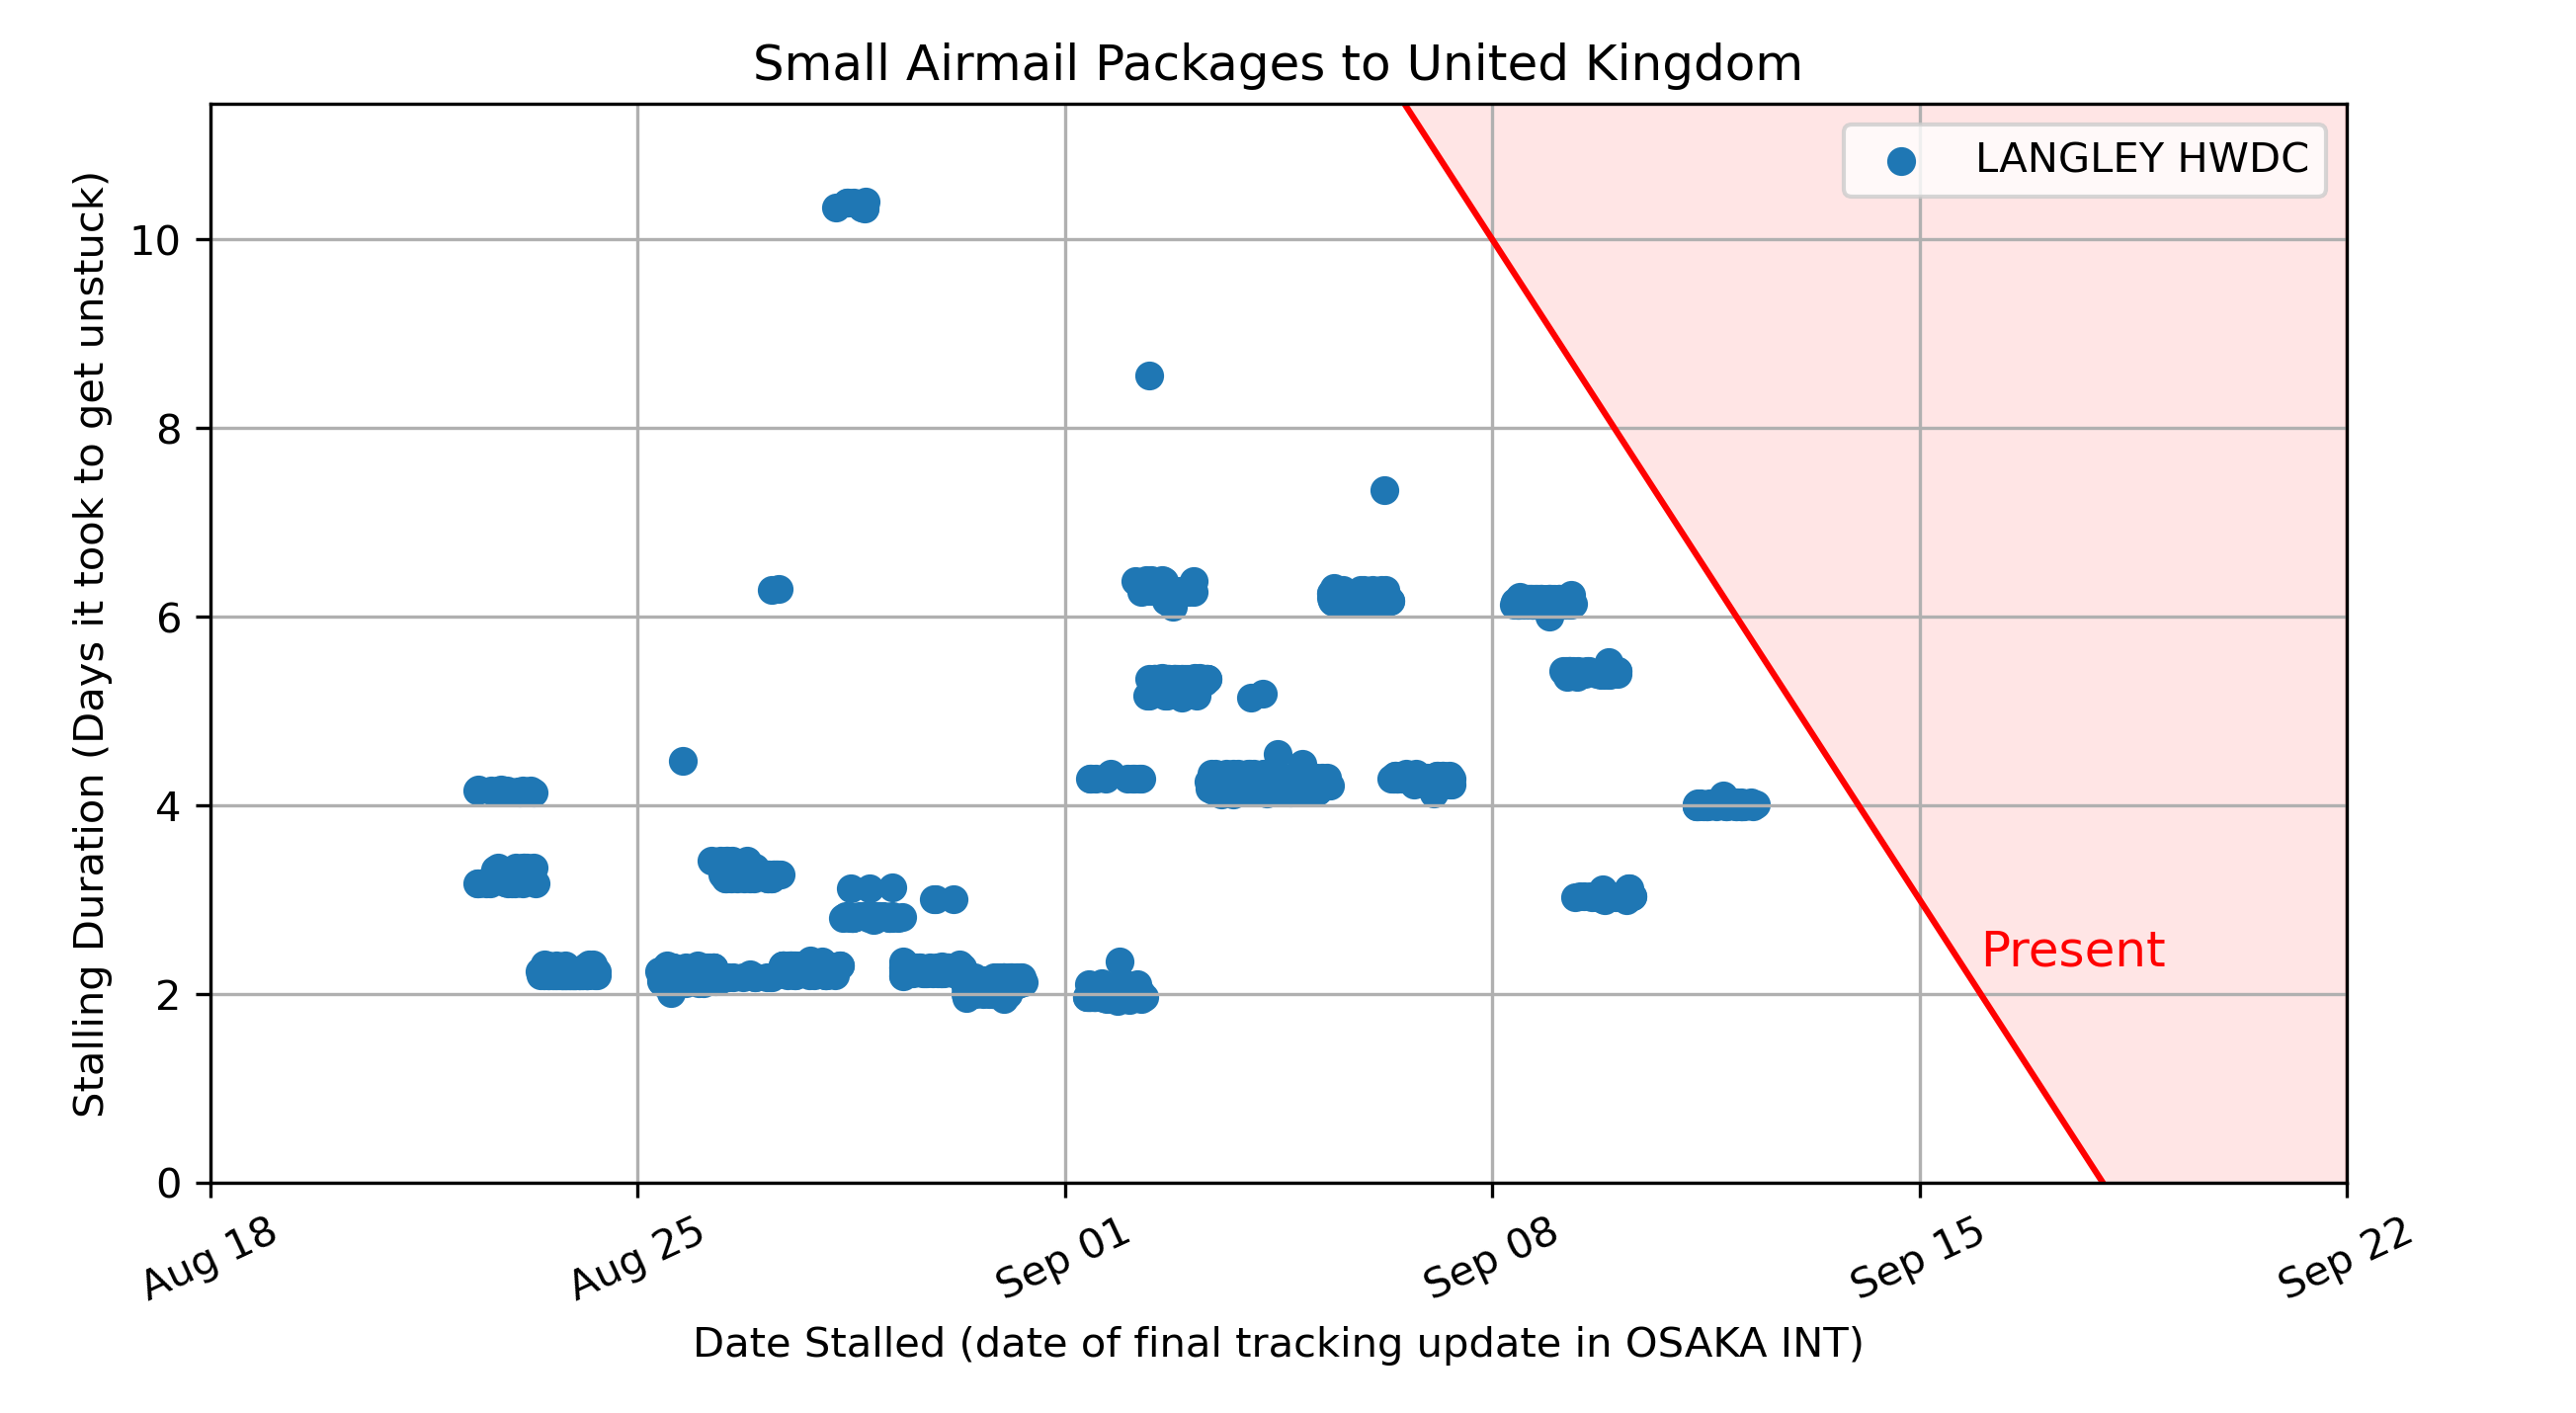 Small Airmail Packages to United Kingdom
LANGLEY HWDC
Stalling Duration (Days it took to get unstuck)
10
8
6
4
2
0
Present
Aug 18
Aug 25
Sep 01
Sep 08
Sep 15
Sep 22
Date Stalled (date of final tracking update in OSAKA INT)